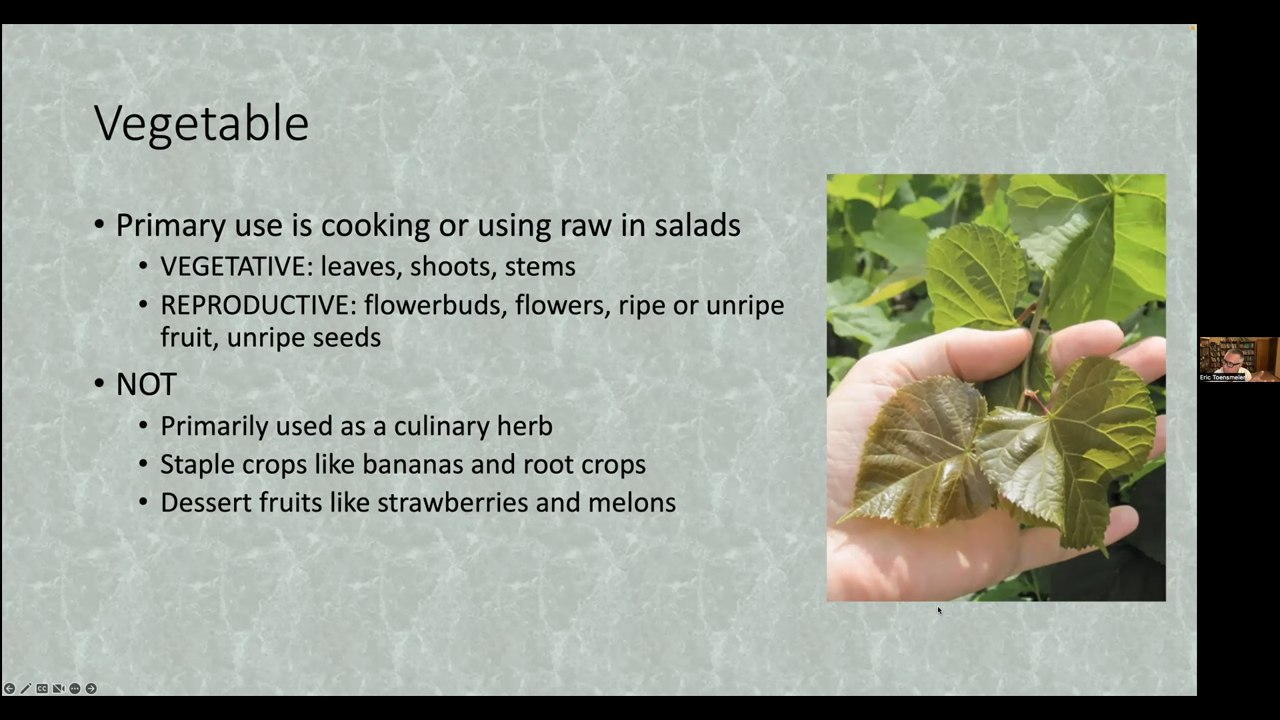 Vegetable
• Primary use is cooking or using raw in salads
• VEGETATIVE: leaves, shoots, stems
• REPRODUCTIVE: flowerbuds, flowers, ripe or unripe
fruit, unripe seeds
• NOT
• Primarily used as a culinary herb
• Staple crops like bananas and root crops
• Dessert fruits like strawberries and melons
Eric Toensmeier
CC